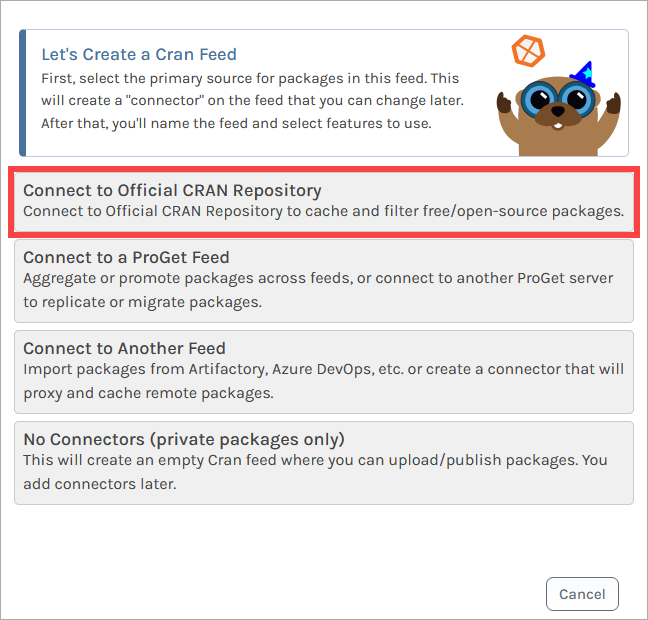 Let's Create a Cran Feed
First, select the primary source for packages in this feed. This
will create a "connector" on the feed that you can change later.
After that, you'll name the feed and select features to use.
Connect to Official CRAN Repository
Connect to Official CRAN Repository to cache and filter free/open-source packages.
Connect to a ProGet Feed
Aggregate or promote packages across feeds, or connect to another ProGet server
to replicate or migrate packages.
Connect to Another Feed
Import packages from Artifactory, Azure DevOps, etc. or create a connector that will
proxy and cache remote packages.
No Connectors (private packages only)
This will create an empty Cran feed where you can upload/publish packages. You
add connectors later.
Cancel